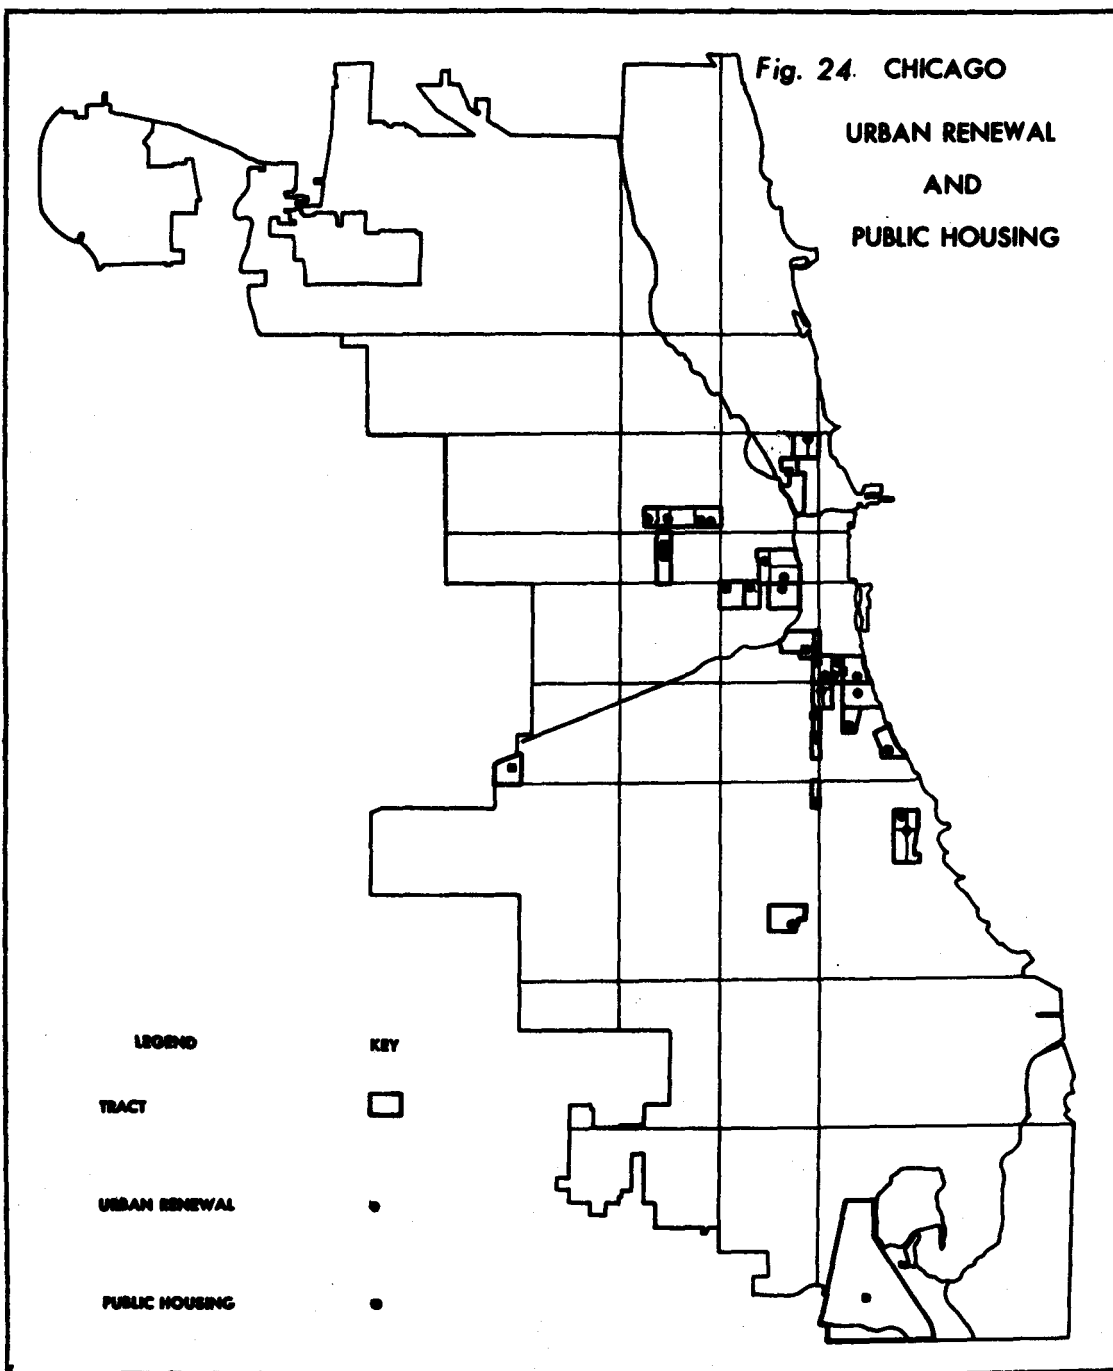 Fig. 24. CHICAGO
URBAN RENEWAL
AND
PUBLIC HOUSING
LEGEND KEY
TRACT
URBAN RENEWAL
PUBLIC HOUSING